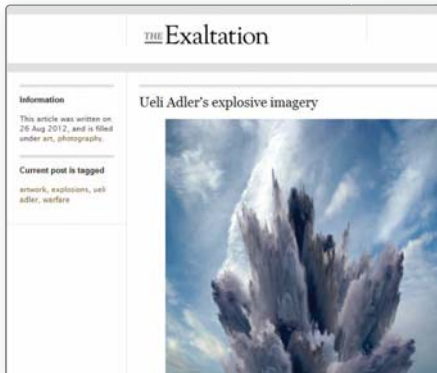 THE Exaltation
Information
This article was written on
26 Aug 2012, and is filled
under art, photography.
Current post is tagged
artwork, explosions, ueli
adler, warfare
Ueli Adler's explosive imagery